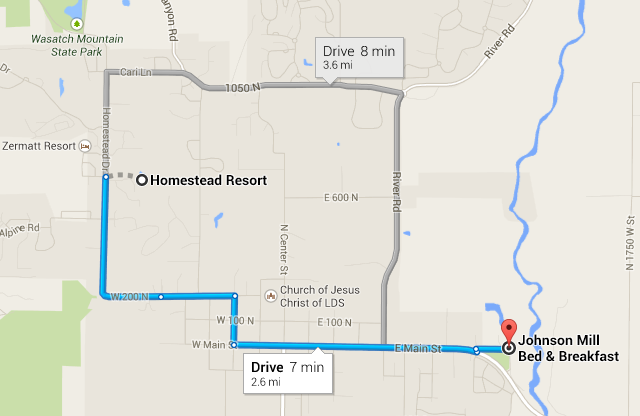 anyon Rd
Wasatch Mountain
State Park
Dr
Cari Ln
1050 N
Drive 8 min
3.6 mi
River Rd
Homestead Dr
Zermatt Resort
Homestead Resort
E 600 N
River Rd
Alpine Rd
N Center St
N 1750 W St
W 200 N
Church of Jesus
Christ of LDS
W 100 N
E 100 N
W Main S
E Main St
Johnson Mill
Bed & Breakfast
Drive 7 min
2.6 mi